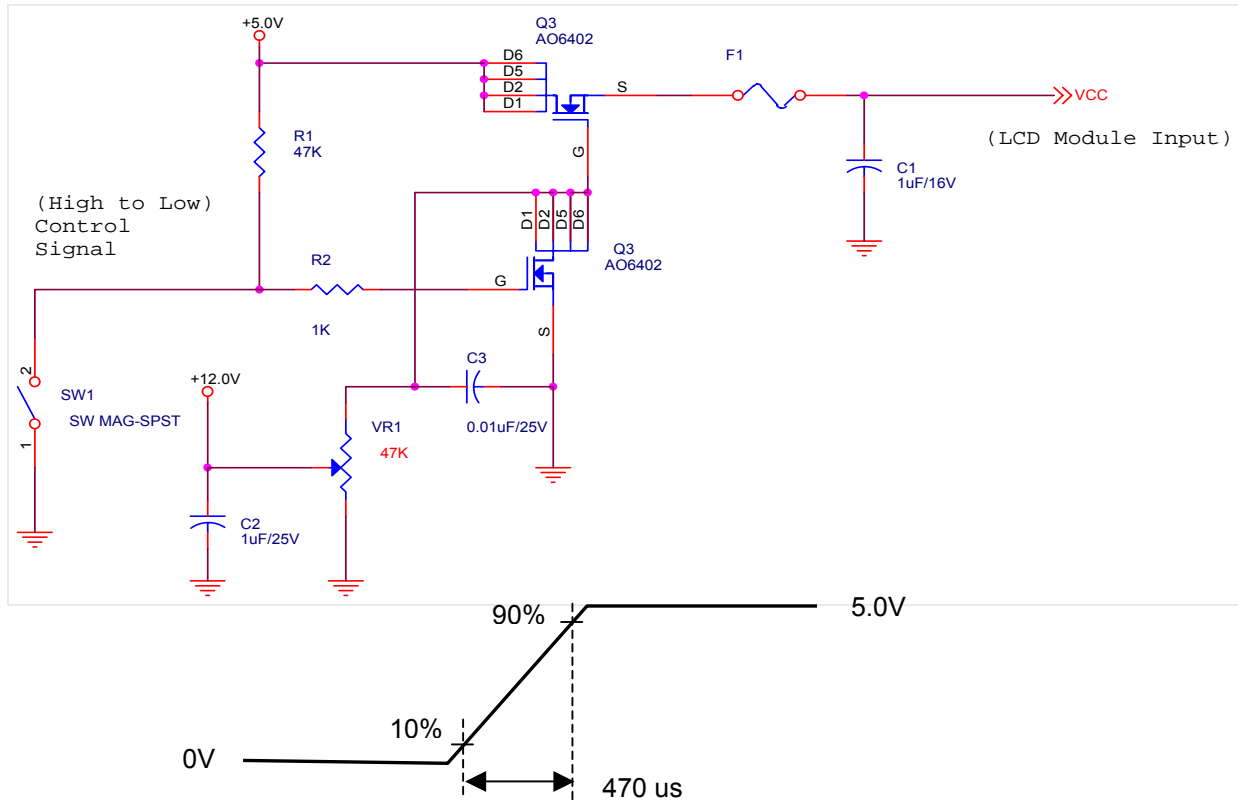 +5.0V
Q3
AO6402
D6
D5
D2
D1
S
F1
VCC
(LCD Module Input)
R1
47K
G
C1
1uF/16V
(High to Low)
Control
Signal
D1
D2
D5
D6
Q3
AO6402
R2
G
1K
S
C3
2
+12.0V
SW1
SW MAG-SPST
VR1
0.01uF/25V
47K
1
C2
1uF/25V
90%
5.0V
10%
0V
470 us